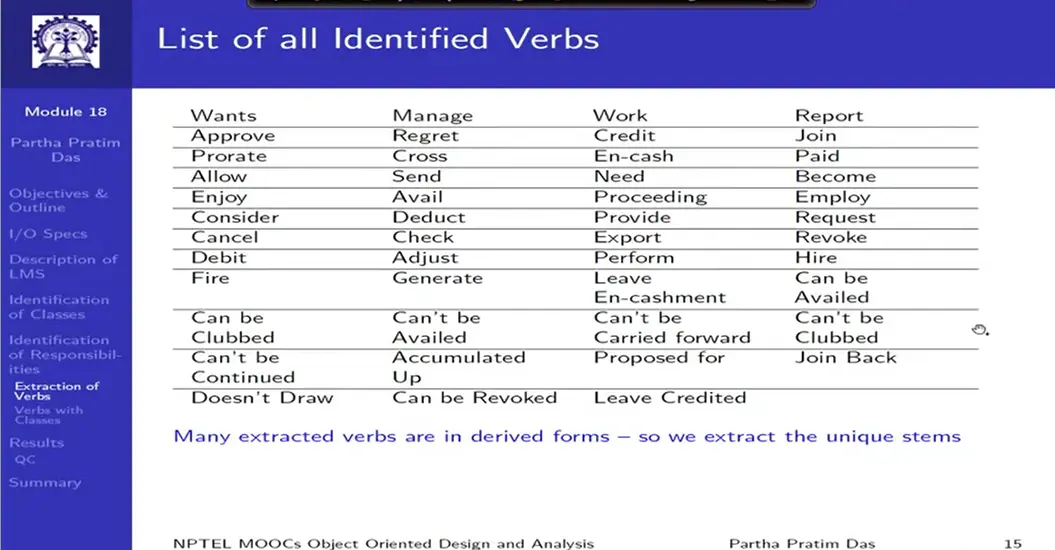 List of all Identified Verbs
Module 18
Partha Pratim
Das
Objectives &
Outline
I/O Specs
Description of
LMS
Identification
of Classes
Identification
of Responsibil-
ities
Extraction of
Verbs
Verbs with
Classes
Results
QC
Summary
Wants Manage Work Report
Approve Regret Credit Join
Prorate Cross En-cash Paid
Allow Send Need Become
Enjoy Avail Proceeding Employ
Consider Deduct Provide Request
Cancel Check Export Revoke
Debit Adjust Perform Hire
Fire Generate Leave Can be
En-cashment Availed
Can be Can't be Can't be Can't be
Clubbed Availed Carried forward Clubbed
Can't be Accumulated Proposed for Join Back
Continued Up
Doesn't Draw Can be Revoked Leave Credited
Many extracted verbs are in derived forms – so we extract the unique stems
NPTEL MOOCs Object Oriented Design and Analysis Partha Pratim Das 15